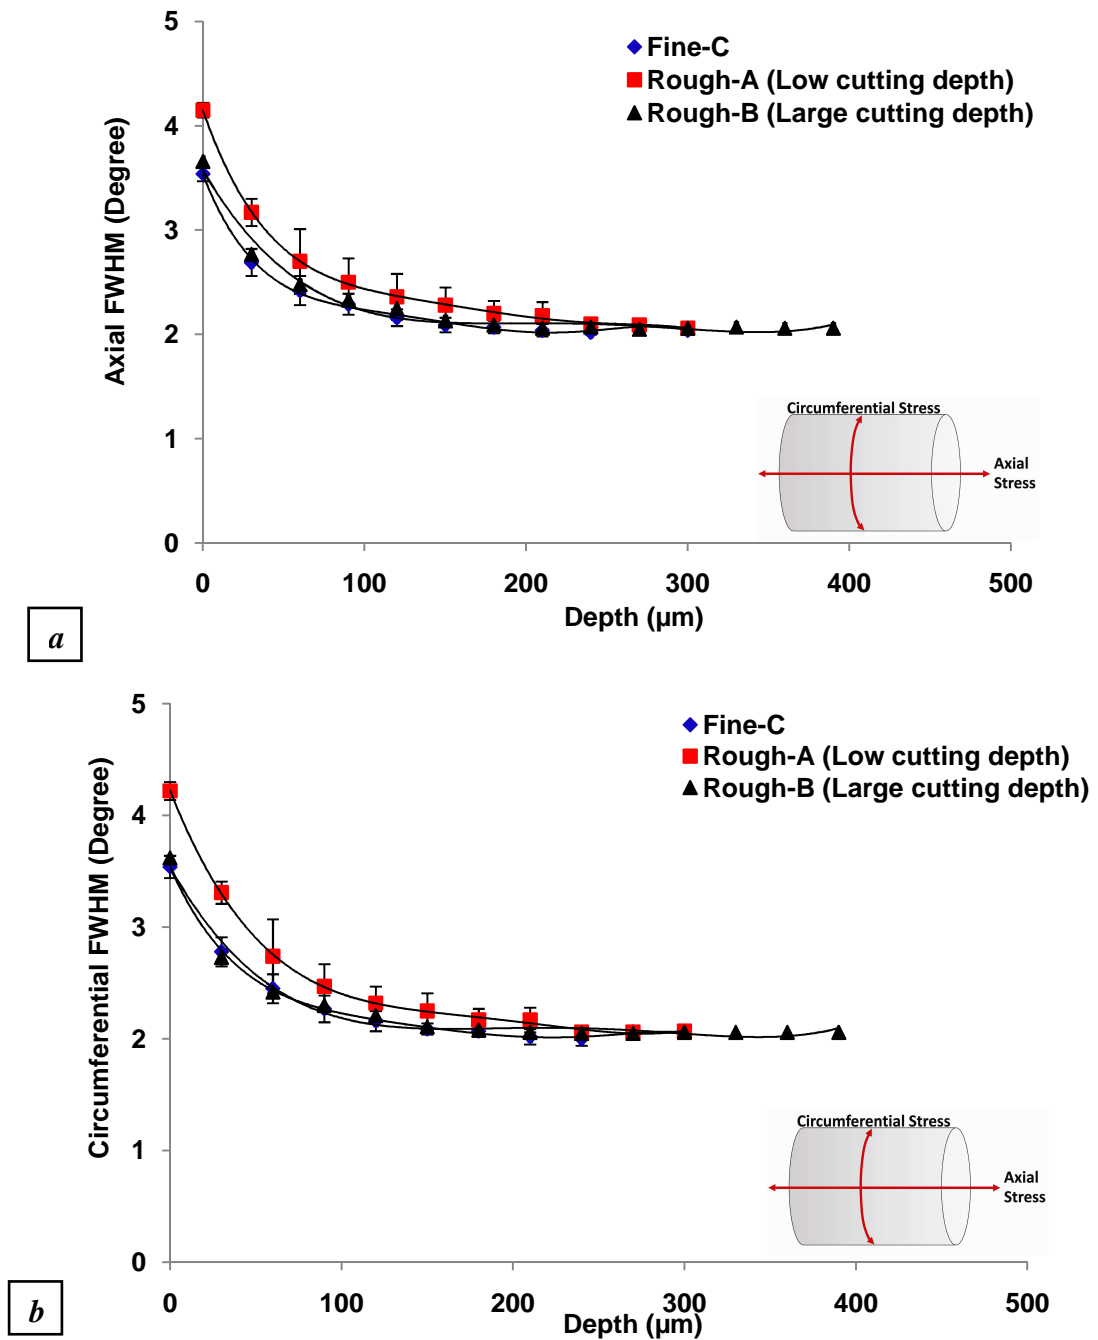 5
4
3
2
1
0
Axial FWHM (Degree)
Fine-C
Rough-A (Low cutting depth)
Rough-B (Large cutting depth)
Circumferential Stress
Axial
Stress
0 100 200 300 400 500
Depth (μm)
a
5
4
3
2
1
0
Circumferential FWHM (Degree)
Fine-C
Rough-A (Low cutting depth)
Rough-B (Large cutting depth)
Circumferential Stress
Axial
Stress
0 100 200 300 400 500
Depth (μm)
b